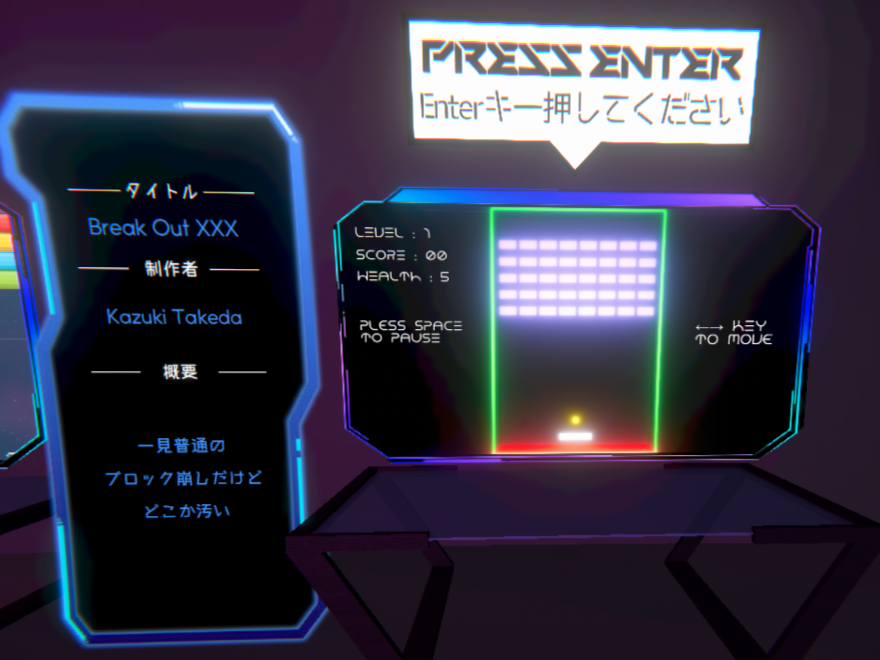 PRESS ENTER
Enterキー押してください
タイトル
Break Out XXX
制作者
Kazuki Takeda
概要
一見普通の
ブロック崩しだけど
どこか汚い
LEVEL : 1
SCORE : 00
HEALTH : 5
PLESS SPACE
TO PAUSE
←→ KEY
TO MOVE